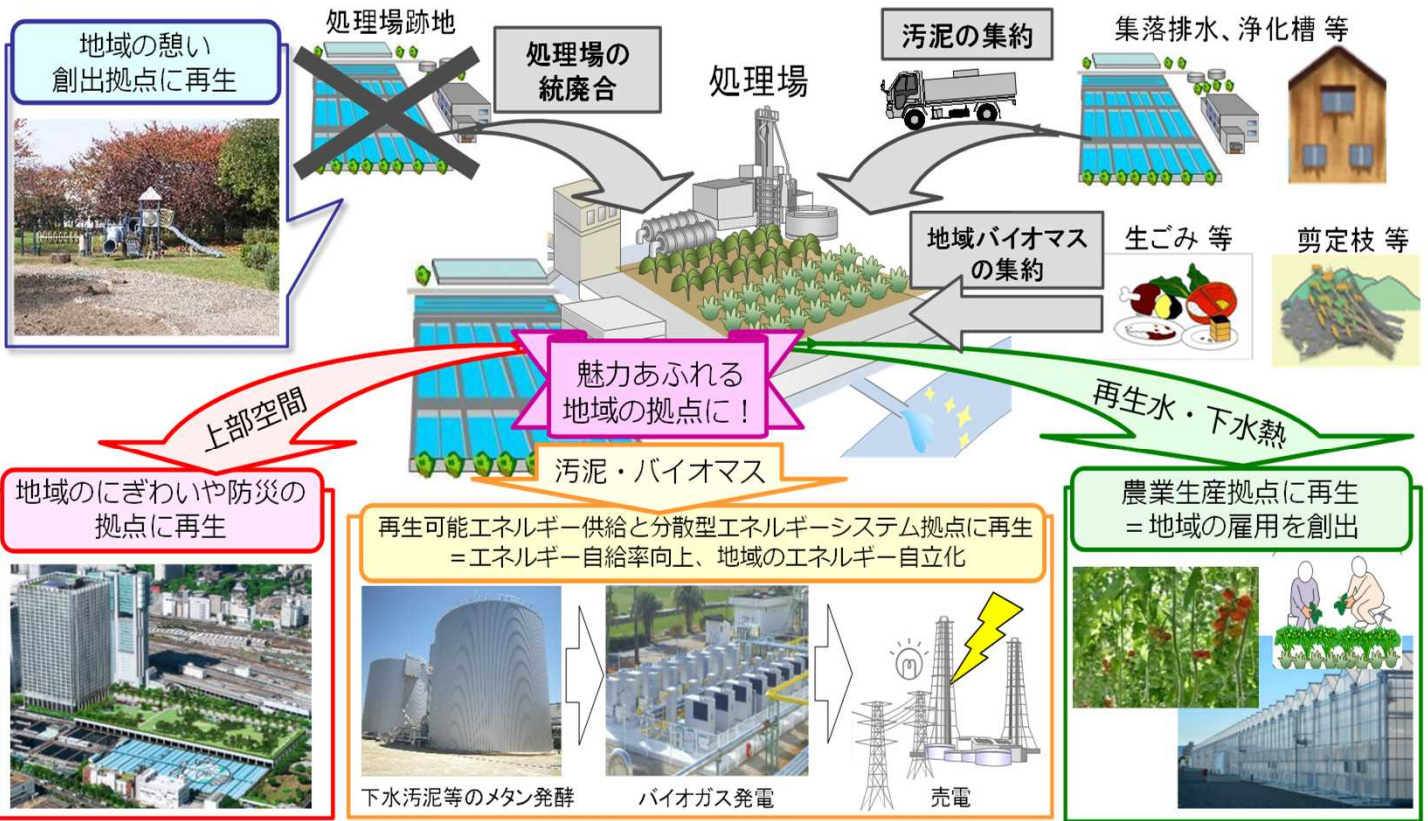 地域の憩い
創出拠点に再生
処理場跡地
処理場の
統廃合
処理場
汚泥の集約
集落排水、浄化槽 等
地域バイオマス
の集約
生ごみ 等
剪定枝 等
魅力あふれる
地域の拠点に！
上部空間
汚泥・バイオマス
再生水・下水熱
地域のにぎわいや防災の
拠点に再生
再生可能エネルギー供給と分散型エネルギーシステム拠点に再生
＝エネルギー自給率向上、地域のエネルギー自立化
下水汚泥等のメタン発酵
バイオガス発電
売電
農業生産拠点に再生
＝地域の雇用を創出